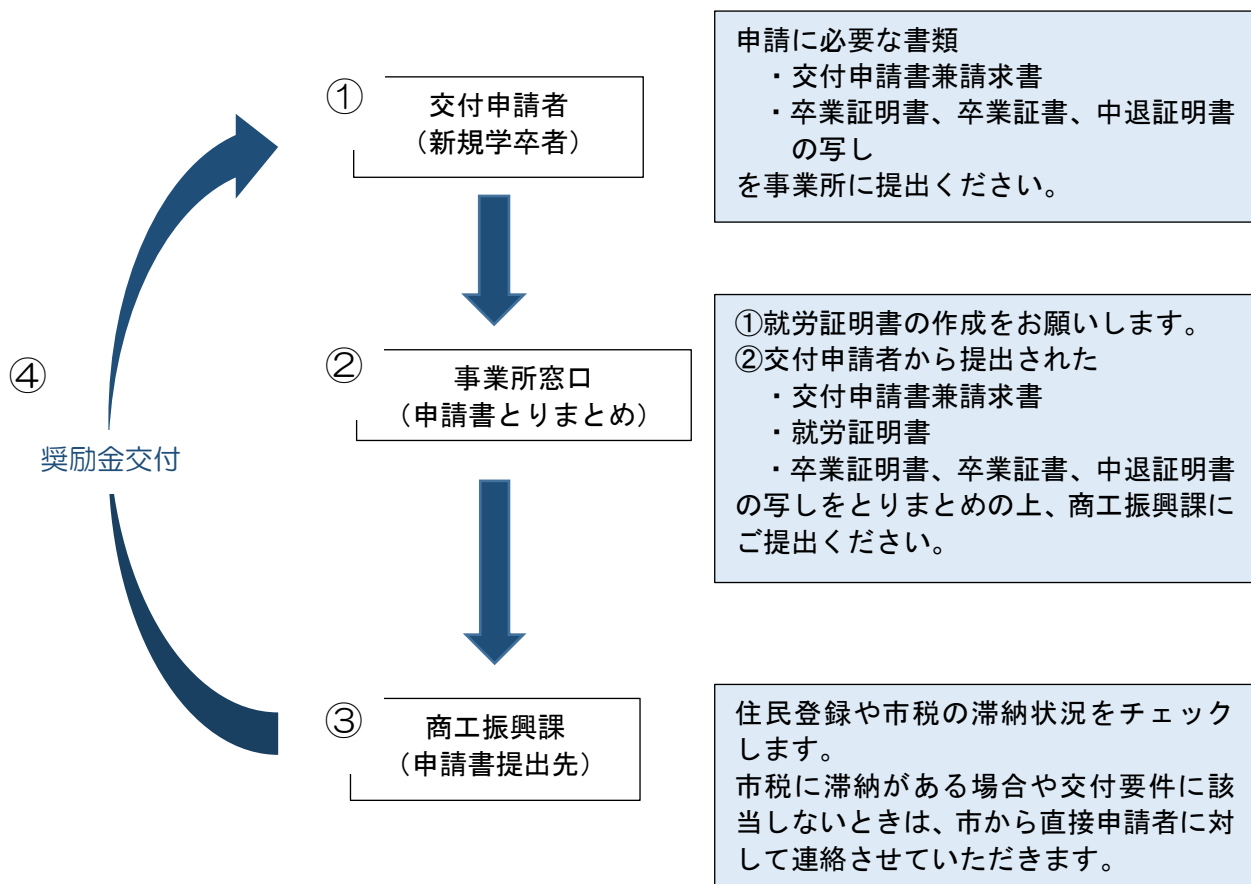 ①
交付申請者
(新規学卒者)
申請に必要な書類
・交付申請書兼請求書
・卒業証明書、卒業証書、中退証明書
の写し
を事業所に提出ください。
②
事業所窓口
(申請書とりまとめ)
①就労証明書の作成をお願いします。
②交付申請者から提出された
・交付申請書兼請求書
・就労証明書
・卒業証明書、卒業証書、中退証明書
の写しをとりまとめの上、商工振興課に
ご提出ください。
④
奨励金交付
③
商工振興課
(申請書提出先)
住民登録や市税の滞納状況をチェック
します。
市税に滞納がある場合や交付要件に該
当しないときは、市から直接申請者に対
して連絡させていただきます。